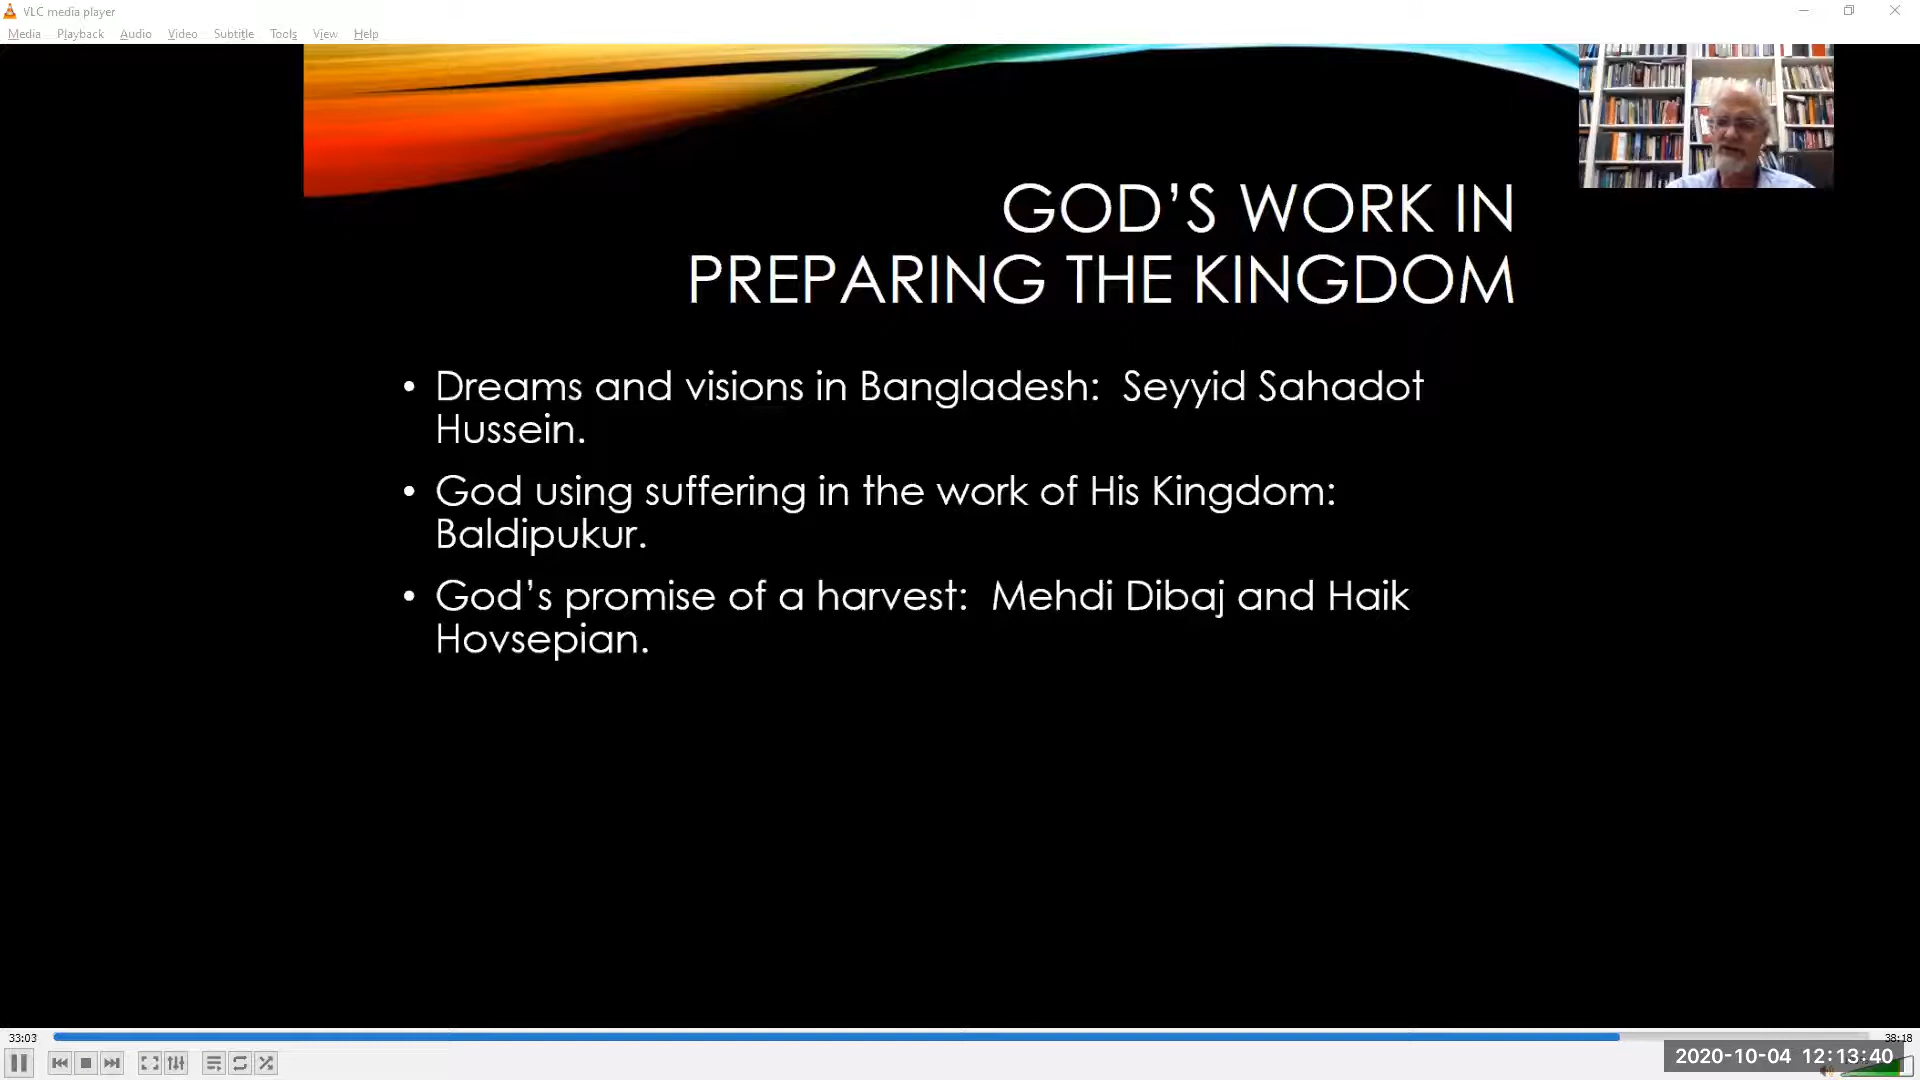 VLC media player
Media Playback Audio Video Subtitle Tools View Help
GOD’S WORK IN
PREPARING THE KINGDOM
• Dreams and visions in Bangladesh:  Seyyid Sahadot
Hussein.
• God using suffering in the work of His Kingdom:
Baldipukur.
• God’s promise of a harvest:  Mehdi Dibaj and Haik
Hovsepian.
33:03
38:18
2020-10-04 12:13:40